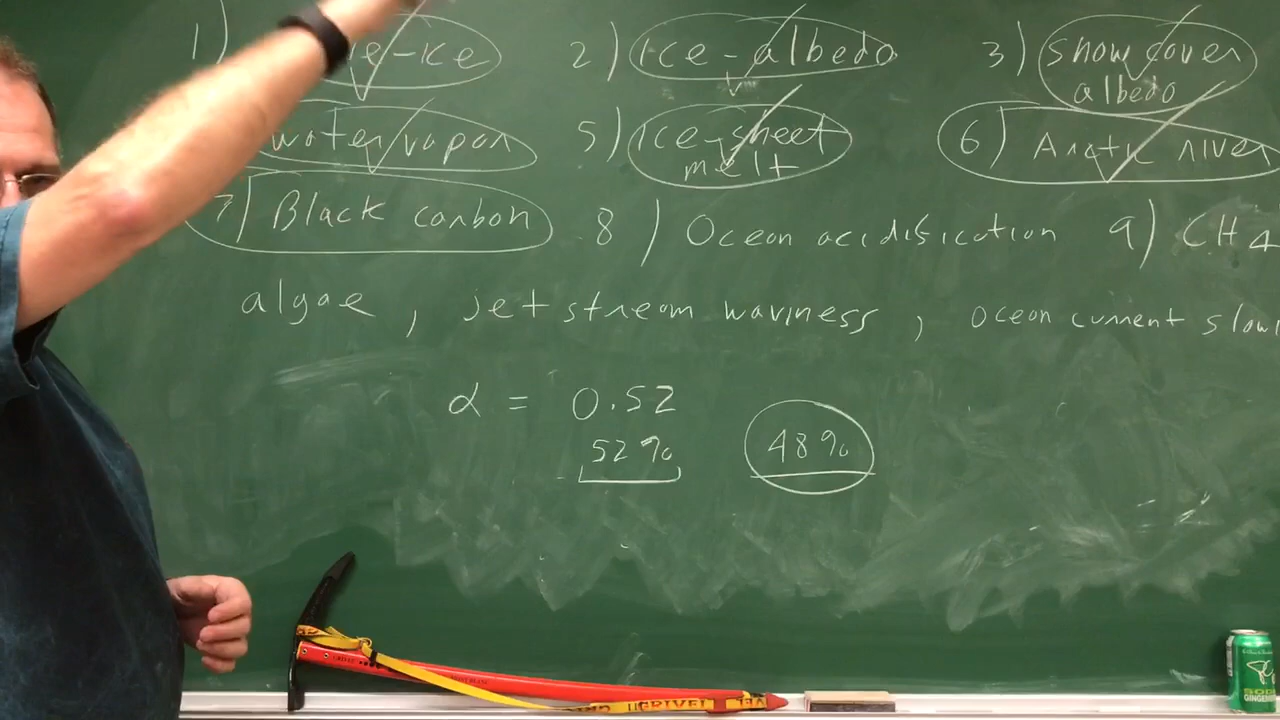 1) e-ice 2) ice-albedo 3) snow cover albedo
water vapor 5) ice-sheet melt 6) Arctic river
7) Black carbon 8) Ocean acidification 9) CH4
algae, jet stream waviness, ocean current slow
α = 0.52
52% 48%
GRIVEL